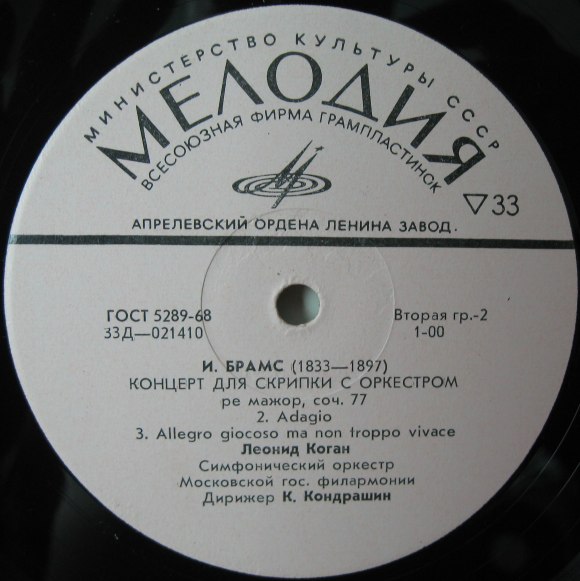 МИНИСТЕРСТВО КУЛЬТУРЫ СССР
МЕЛОДИЯ
ВСЕСОЮЗНАЯ ФИРМА ГРАМПЛАСТИНОК
▽33
АПРЕЛЕВСКИЙ ОРДЕНА ЛЕНИНА ЗАВОД.
ГОСТ 5289-68 Вторая гр.-2
33Д—021410 1-00
И. БРАМС (1833—1897)
КОНЦЕРТ ДЛЯ СКРИПКИ С ОРКЕСТРОМ
ре мажор, соч. 77
2. Adagio
3. Allegro giocoso ma non troppo vivace
Леонид Коган
Симфонический оркестр
Московской гос. филармонии
Дирижер К. Кондрашин